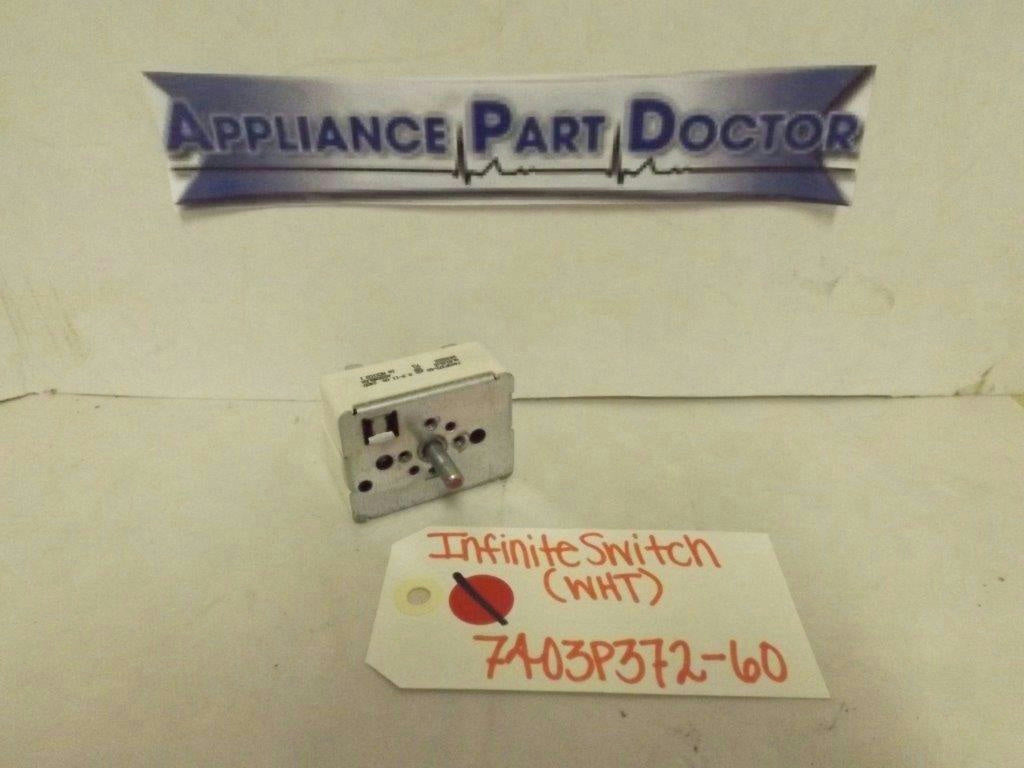 APPLIANCE PART DOCTOR
Infinite Switch
(WHT)
7403P372-60